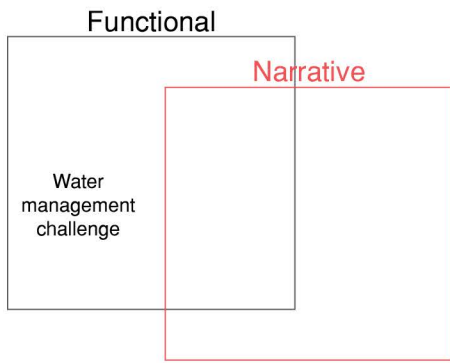 Functional
Narrative
Water
management
challenge